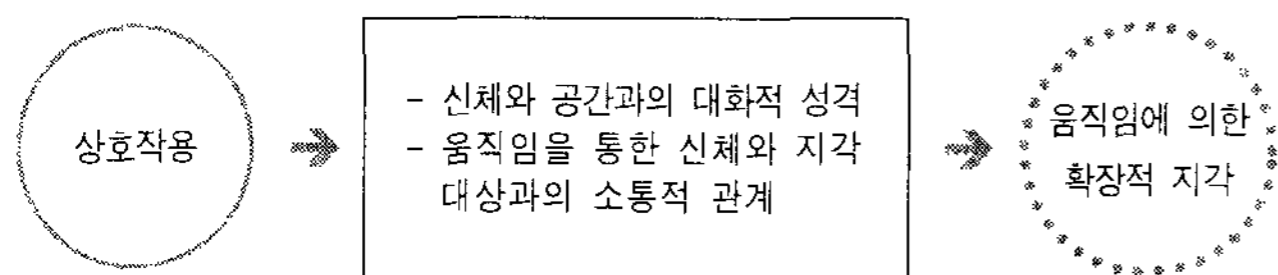 상호작용
- 신체와 공간과의 대화적 성격
- 움직임을 통한 신체와 지각
대상과의 소통적 관계
움직임에 의한
확장적 지각